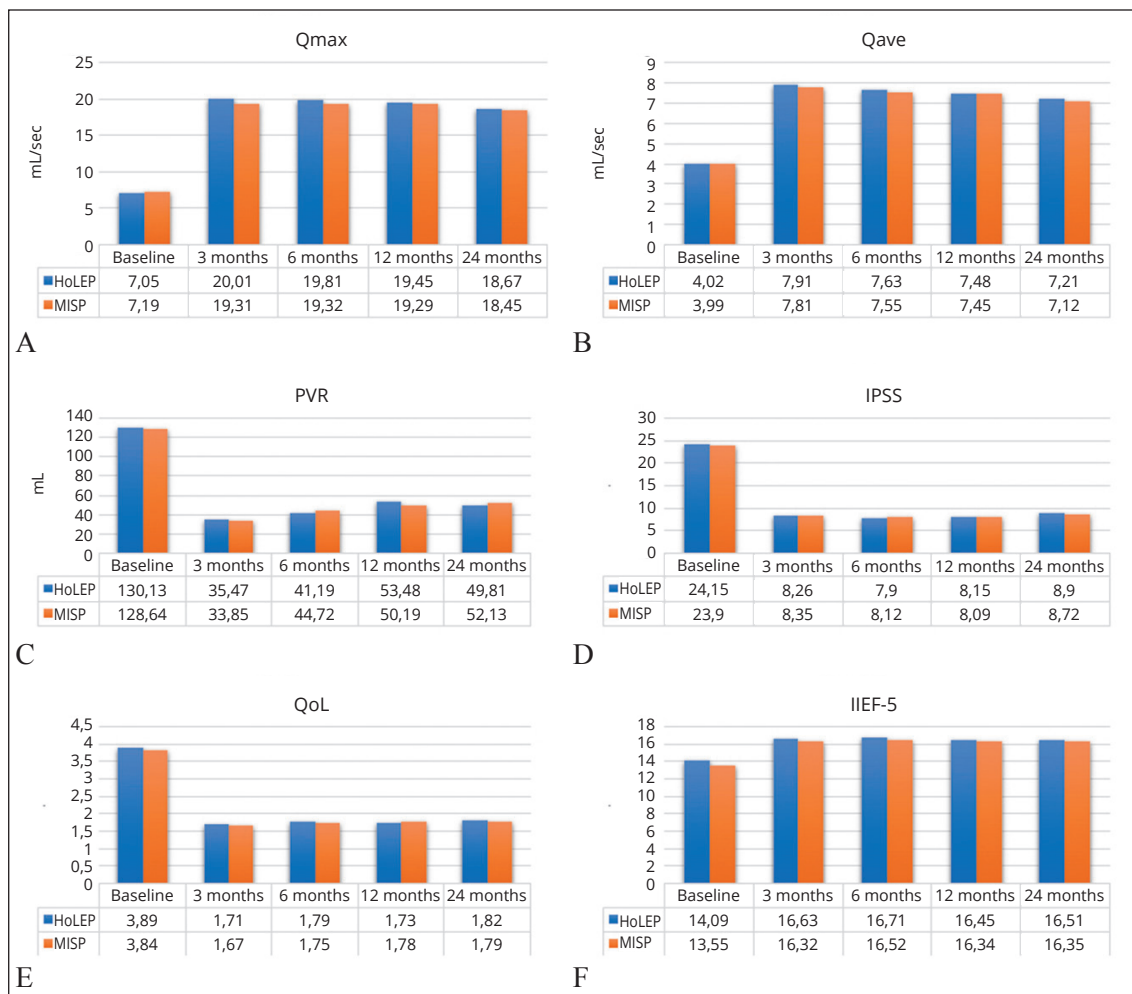 Qmax
25
20
15
10
5
0
mL/sec
Baseline 3 months 6 months 12 months 24 months
HoLEP 7,05 20,01 19,81 19,45 18,67
MISP 7,19 19,31 19,32 19,29 18,45
A
Qave
9
8
7
6
5
4
3
2
1
0
mL/sec
Baseline 3 months 6 months 12 months 24 months
HoLEP 4,02 7,91 7,63 7,48 7,21
MISP 3,99 7,81 7,55 7,45 7,12
B
PVR
140
120
100
80
60
40
20
0
mL
Baseline 3 months 6 months 12 months 24 months
HoLEP 130,13 35,47 41,19 53,48 49,81
MISP 128,64 33,85 44,72 50,19 52,13
C
IPSS
30
25
20
15
10
5
0
Baseline 3 months 6 months 12 months 24 months
HoLEP 24,15 8,26 7,9 8,15 8,9
MISP 23,9 8,35 8,12 8,09 8,72
D
QoL
4,5
4
3,5
3
2,5
2
1,5
1
0,5
0
Baseline 3 months 6 months 12 months 24 months
HoLEP 3,89 1,71 1,79 1,73 1,82
MISP 3,84 1,67 1,75 1,78 1,79
E
IIEF-5
18
16
14
12
10
8
6
4
2
0
Baseline 3 months 6 months 12 months 24 months
HoLEP 14,09 16,63 16,71 16,45 16,51
MISP 13,55 16,32 16,52 16,34 16,35
F